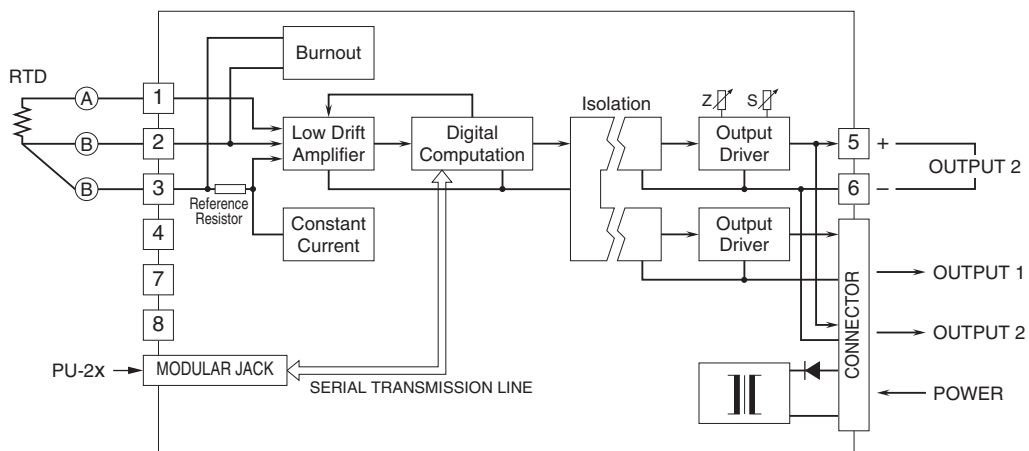 RTD
A
B
B
1
2
3
4
7
8
Burnout
Low Drift
Amplifier
Digital
Computation
Reference
Resistor
Constant
Current
Isolation
Z
S
Output
Driver
Output
Driver
5
+
6
−
OUTPUT 2
CONNECTOR
OUTPUT 1
OUTPUT 2
POWER
PU-2x
MODULAR JACK
SERIAL TRANSMISSION LINE